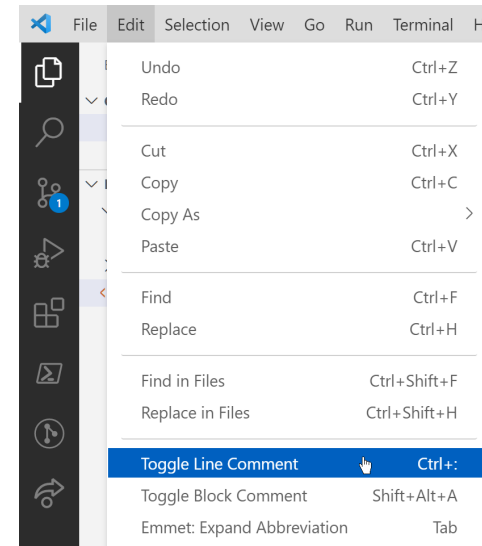 File Edit Selection View Go Run Terminal H
Undo Ctrl+Z
Redo Ctrl+Y
Cut Ctrl+X
Copy Ctrl+C
Copy As
Paste Ctrl+V
Find Ctrl+F
Replace Ctrl+H
Find in Files Ctrl+Shift+F
Replace in Files Ctrl+Shift+H
Toggle Line Comment Ctrl+:
Toggle Block Comment Shift+Alt+A
Emmet: Expand Abbreviation Tab
1